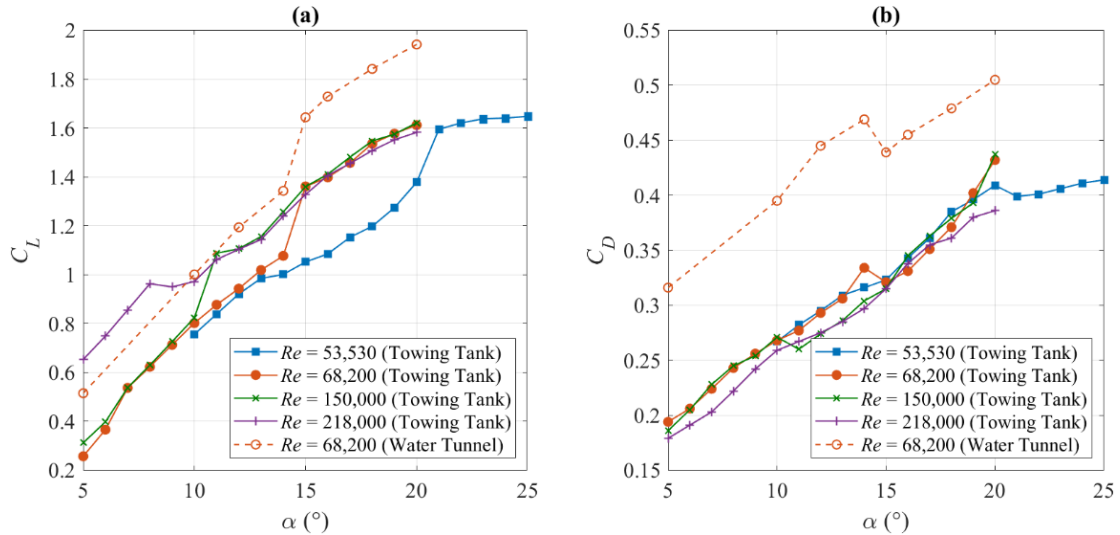 (a)
2
1.8
1.6
1.4
1.2
1
0.8
0.6
0.4
0.2
C_L
5
10
15
20
25
α (°)
Re = 53,530 (Towing Tank)
Re = 68,200 (Towing Tank)
Re = 150,000 (Towing Tank)
Re = 218,000 (Towing Tank)
Re = 68,200 (Water Tunnel)
(b)
0.55
0.5
0.45
0.4
0.35
0.3
0.25
0.2
0.15
C_D
5
10
15
20
25
α (°)
Re = 53,530 (Towing Tank)
Re = 68,200 (Towing Tank)
Re = 150,000 (Towing Tank)
Re = 218,000 (Towing Tank)
Re = 68,200 (Water Tunnel)